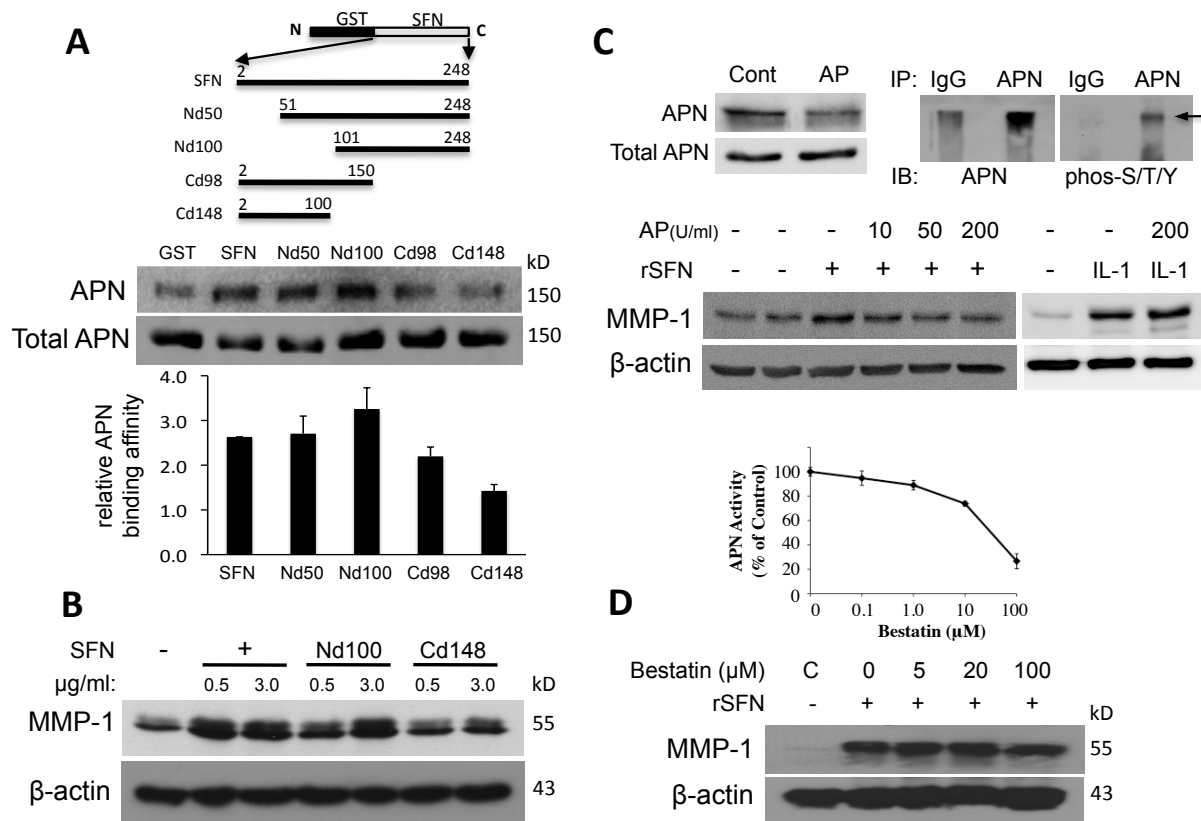 A
GST SFN
N C
2 248
SFN
51 248
Nd50
101 248
Nd100
2 150
Cd98
2 100
Cd148
GST SFN Nd50 Nd100 Cd98 Cd148 kD
APN 150
Total APN 150
relative APN
binding affinity
4.0
3.0
2.0
1.0
0.0
SFN Nd50 Nd100 Cd98 Cd148
B
SFN - + Nd100 Cd148
μg/ml: 0.5 3.0 0.5 3.0 0.5 3.0 kD
MMP-1 55
β-actin 43
C
Cont AP
APN
Total APN
IP: IgG APN IgG APN
IB: APN phos-S/T/Y
AP(U/ml) - - - 10 50 200 - - 200
rSFN - - + + + + - IL-1 IL-1
MMP-1
β-actin
APN Activity
(% of Control)
100
80
60
40
20
0
0 0.1 1.0 10 100
Bestatin (μM)
D
Bestatin (μM) C 0 5 20 100
rSFN - + + + + kD
MMP-1 55
β-actin 43